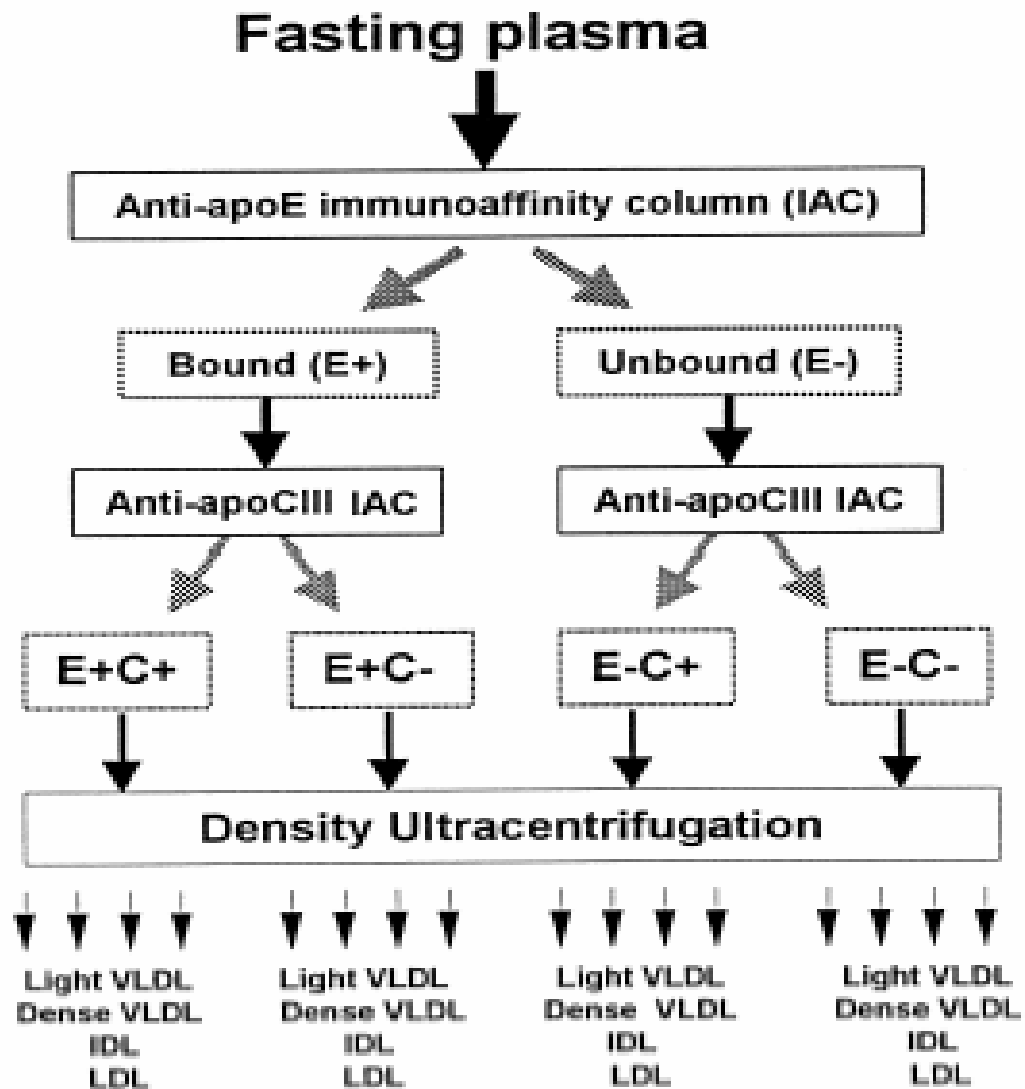 Fasting plasma
Anti-apoE immunoaffinity column (IAC)
Bound (E+)
Unbound (E-)
Anti-apoCIII IAC
Anti-apoCIII IAC
E+C+
E+C-
E-C+
E-C-
Density Ultracentrifugation
Light VLDL
Dense VLDL
IDL
LDL
Light VLDL
Dense VLDL
IDL
LDL
Light VLDL
Dense VLDL
IDL
LDL
Light VLDL
Dense VLDL
IDL
LDL